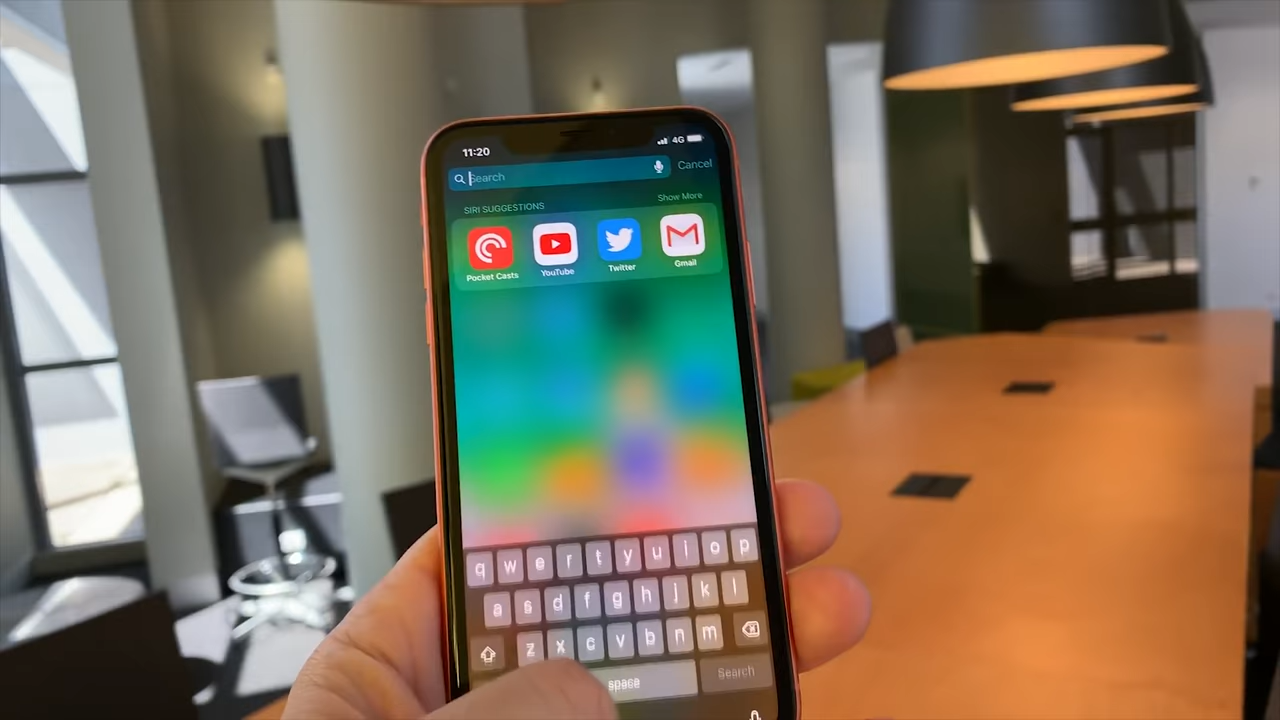 11:20 4G
Search Cancel
SIRI SUGGESTIONS Show More
Pocket Casts YouTube Twitter Gmail
q w e r t y u i o p
a s d f g h j k l
z x c v b n m
space Search